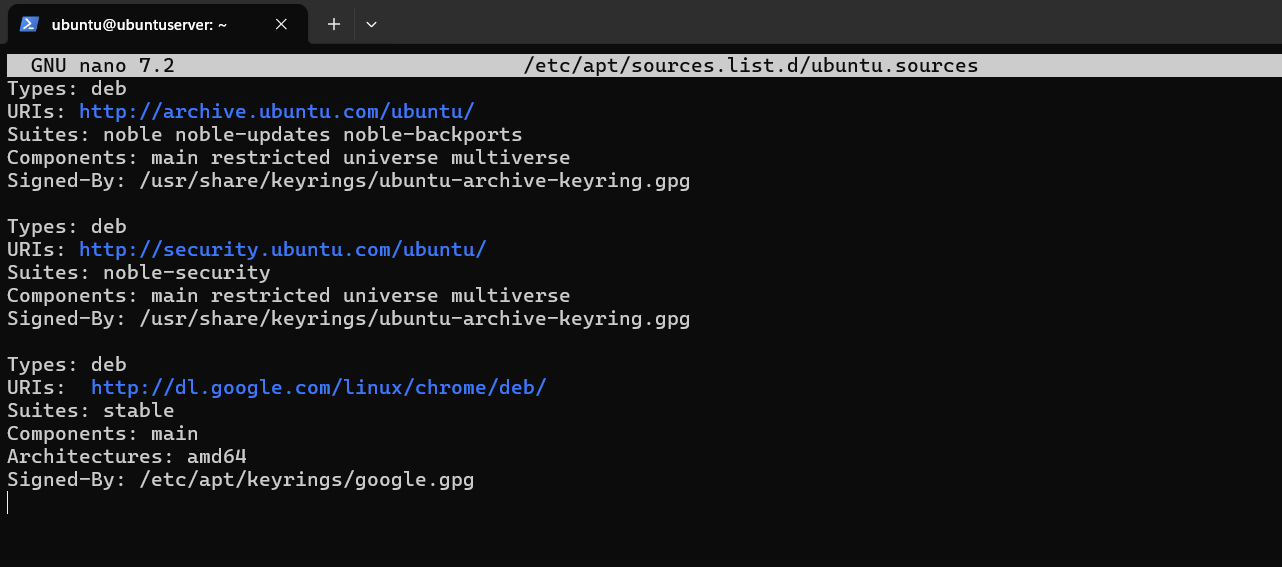 ubuntu@ubuntuserver: ~
GNU nano 7.2 /etc/apt/sources.list.d/ubuntu.sources
Types: deb
URIs: http://archive.ubuntu.com/ubuntu/
Suites: noble noble-updates noble-backports
Components: main restricted universe multiverse
Signed-By: /usr/share/keyrings/ubuntu-archive-keyring.gpg

Types: deb
URIs: http://security.ubuntu.com/ubuntu/
Suites: noble-security
Components: main restricted universe multiverse
Signed-By: /usr/share/keyrings/ubuntu-archive-keyring.gpg

Types: deb
URIs:  http://dl.google.com/linux/chrome/deb/
Suites: stable
Components: main
Architectures: amd64
Signed-By: /etc/apt/keyrings/google.gpg